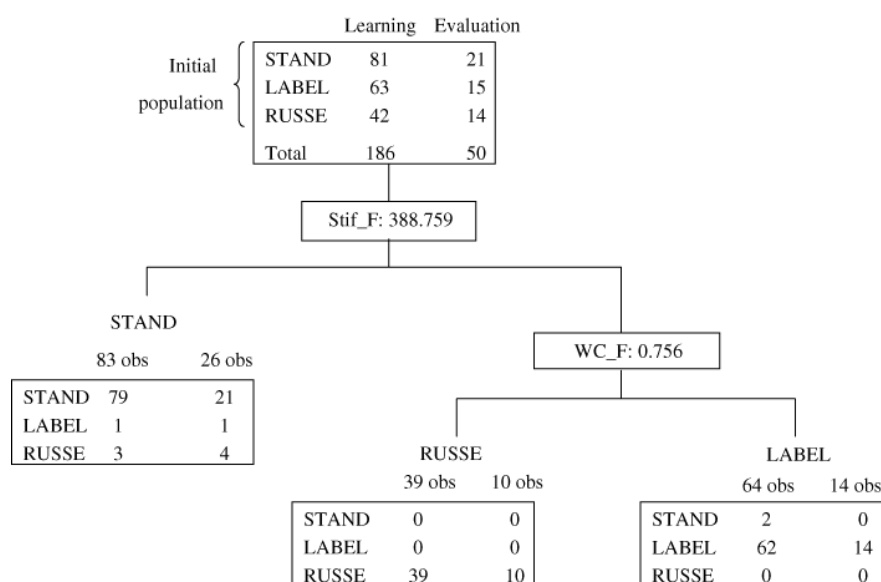 Learning Evaluation
Initial
population
STAND 81 21
LABEL 63 15
RUSSE 42 14
Total 186 50
Stif_F: 388.759
STAND
83 obs 26 obs
STAND 79 21
LABEL 1 1
RUSSE 3 4
WC_F: 0.756
RUSSE
39 obs 10 obs
STAND 0 0
LABEL 0 0
RUSSE 39 10
LABEL
64 obs 14 obs
STAND 2 0
LABEL 62 14
RUSSE 0 0